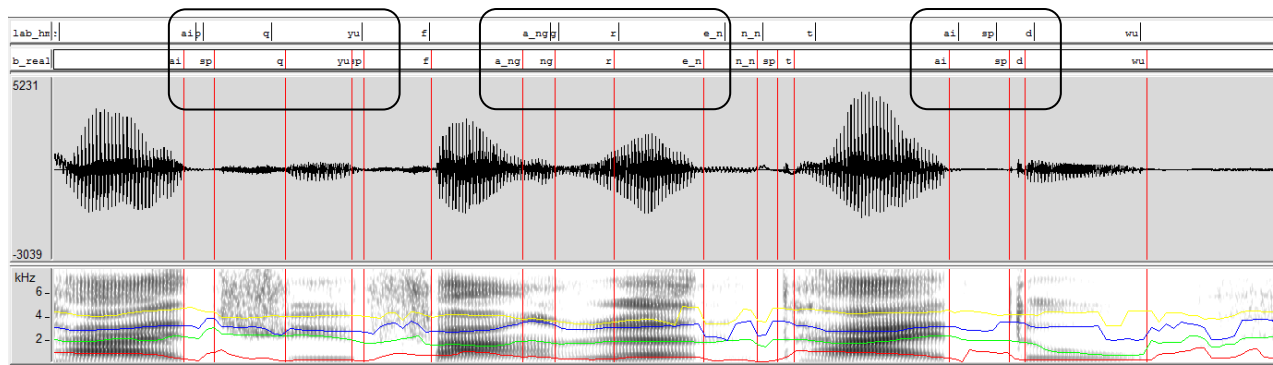 lab_hm: ai p q yu f a_ng g r e_n n_n t ai sp d wu
b_real ai sp q yu sp f a_ng ng r e_n n_n sp t ai sp d wu
5231
-3039
kHz
6
4
2